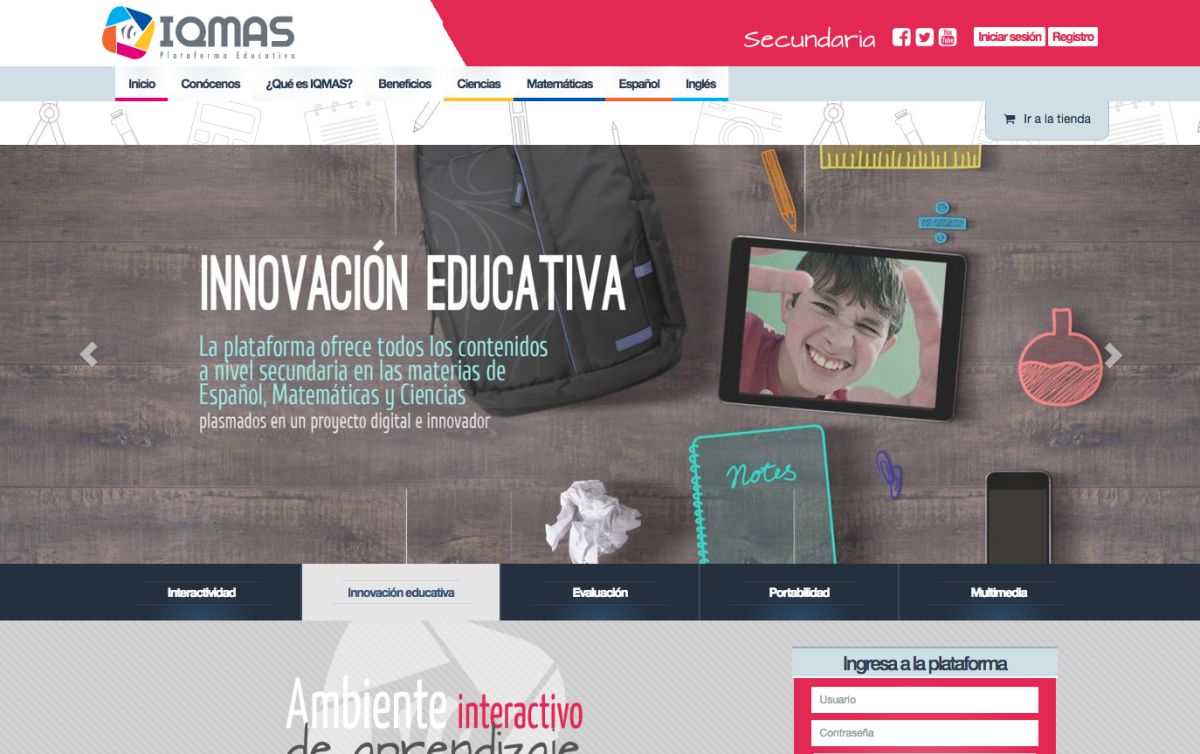 IQMAS
Plataforma Educativa
Secundaria
You
Tube
Iniciar sesión
Registro
Inicio
Conócenos
¿Qué es IQMAS?
Beneficios
Ciencias
Matemáticas
Español
Inglés
Ir a la tienda
INNOVACIÓN EDUCATIVA
La plataforma ofrece todos los contenidos
a nivel secundaria en las materias de
Español, Matemáticas y Ciencias
plasmados en un proyecto digital e innovador
Notes
Interactividad
Innovación educativa
Evaluación
Portabilidad
Multimedia
Ambiente interactivo
de aprendizaje
Ingresa a la plataforma
Usuario
Contraseña